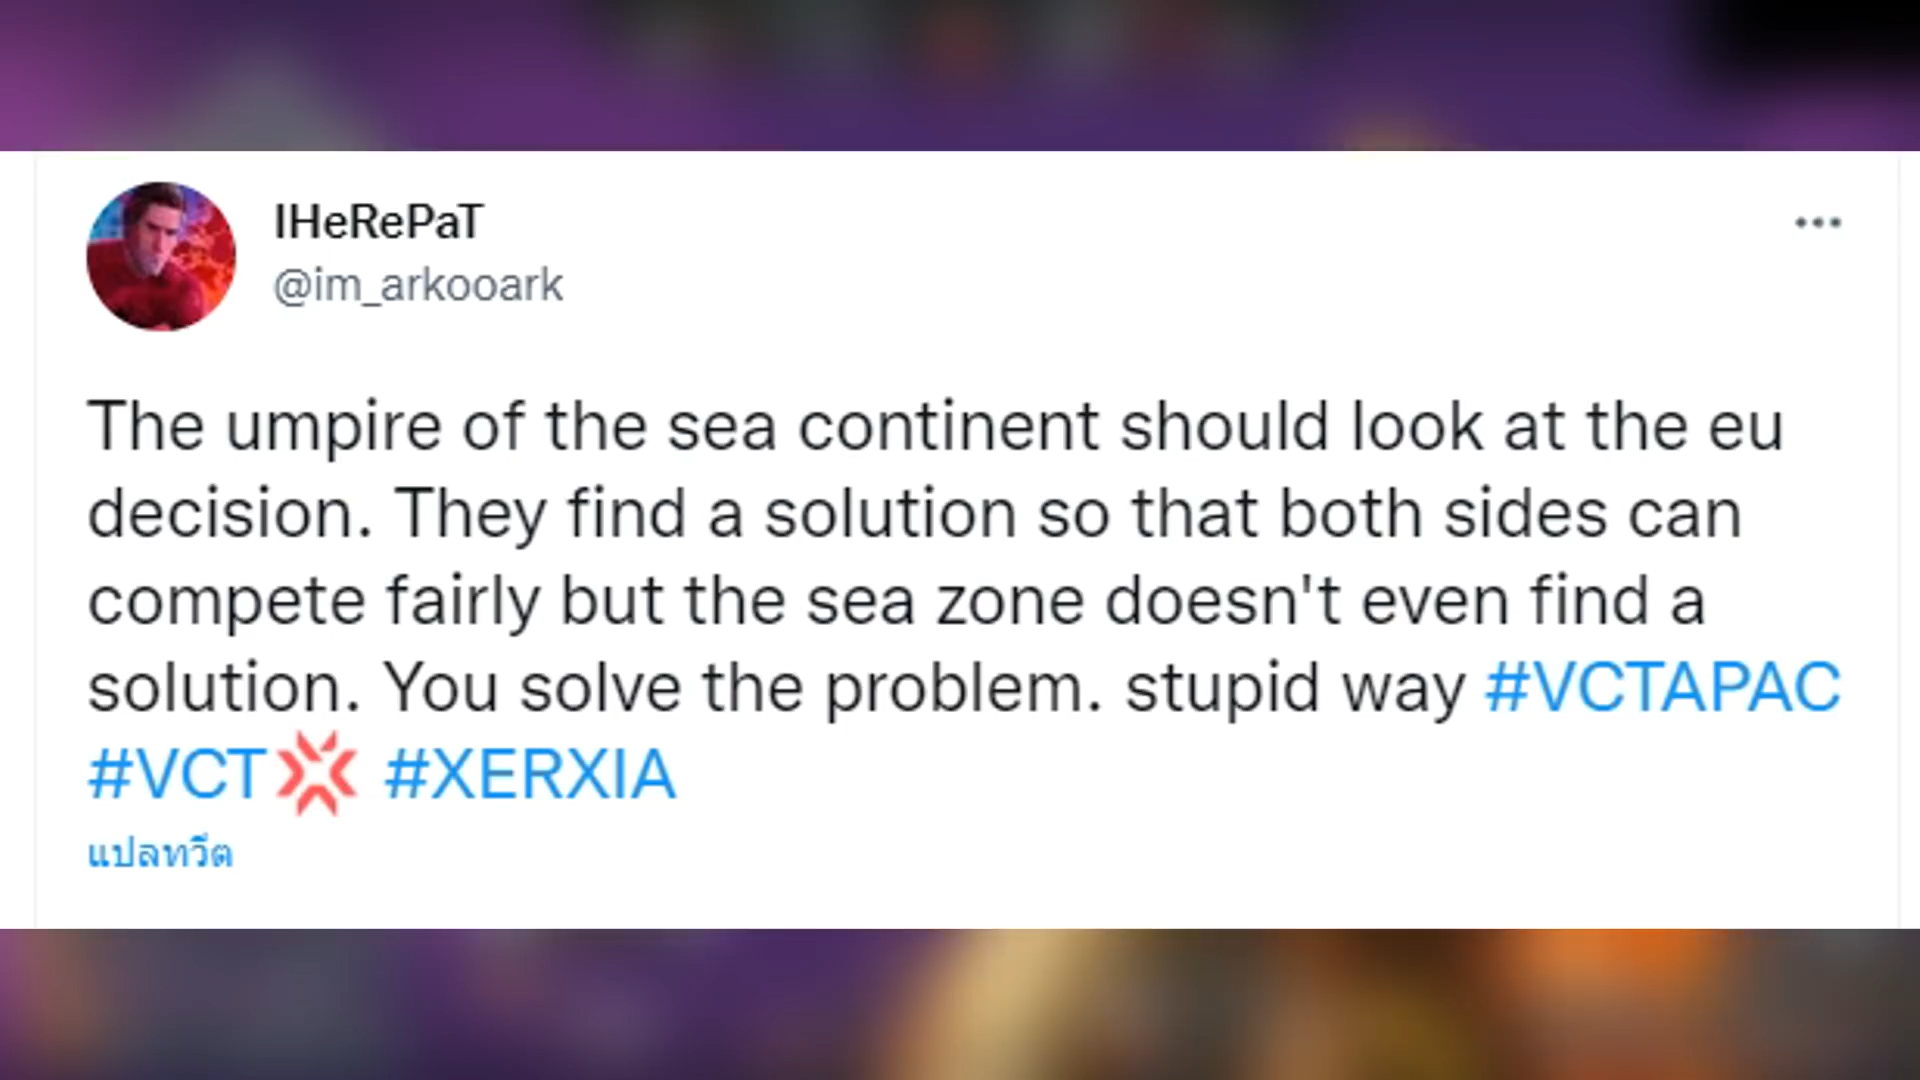 IHeRePaT
@im_arkooark
The umpire of the sea continent should look at the eu
decision. They find a solution so that both sides can
compete fairly but the sea zone doesn't even find a
solution. You solve the problem. stupid way #VCTAPAC
#VCT💢 #XERXIA
แปลทวีต